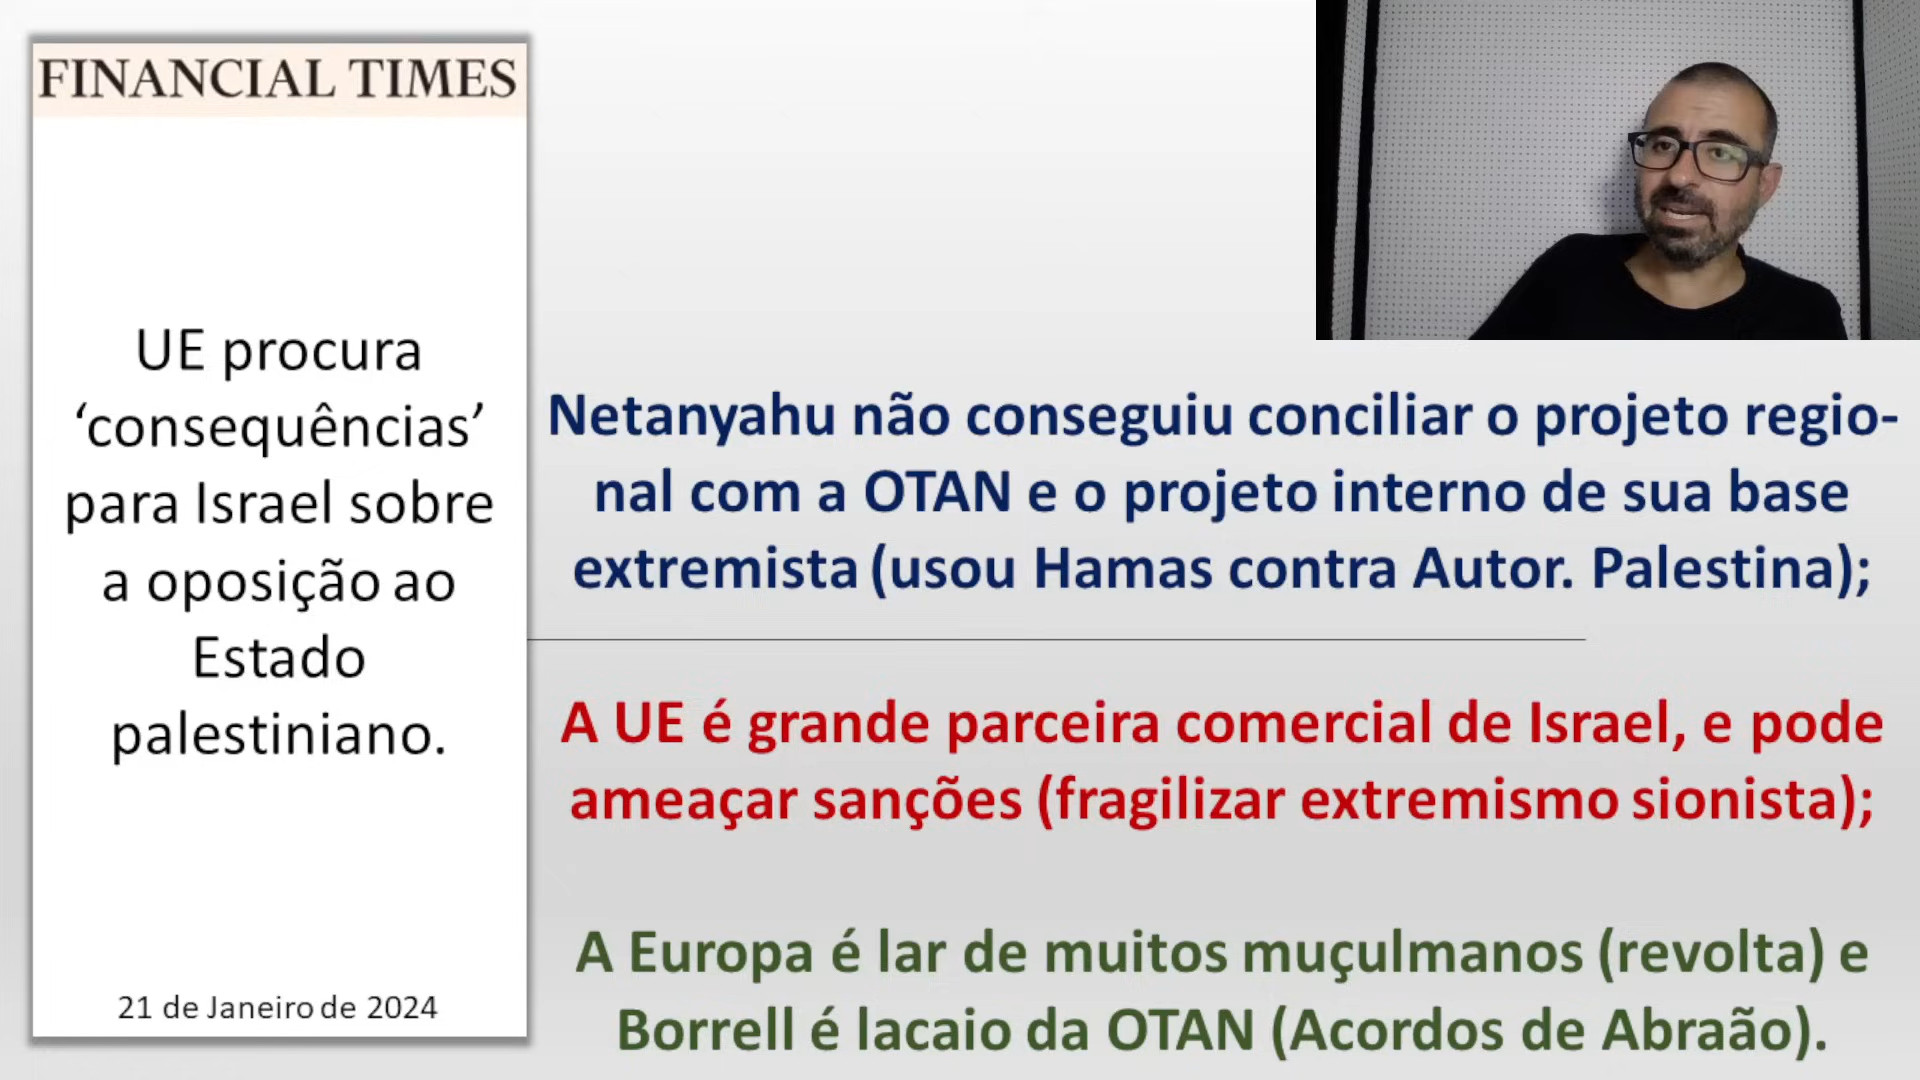 FINANCIAL TIMES
UE procura
‘consequências’
para Israel sobre
a oposição ao
Estado
palestiniano.
21 de Janeiro de 2024
Netanyahu não conseguiu conciliar o projeto regio-
nal com a OTAN e o projeto interno de sua base
extremista (usou Hamas contra Autor. Palestina);
A UE é grande parceira comercial de Israel, e pode
ameaçar sanções (fragilizar extremismo sionista);
A Europa é lar de muitos muçulmanos (revolta) e
Borrell é lacaio da OTAN (Acordos de Abraão).